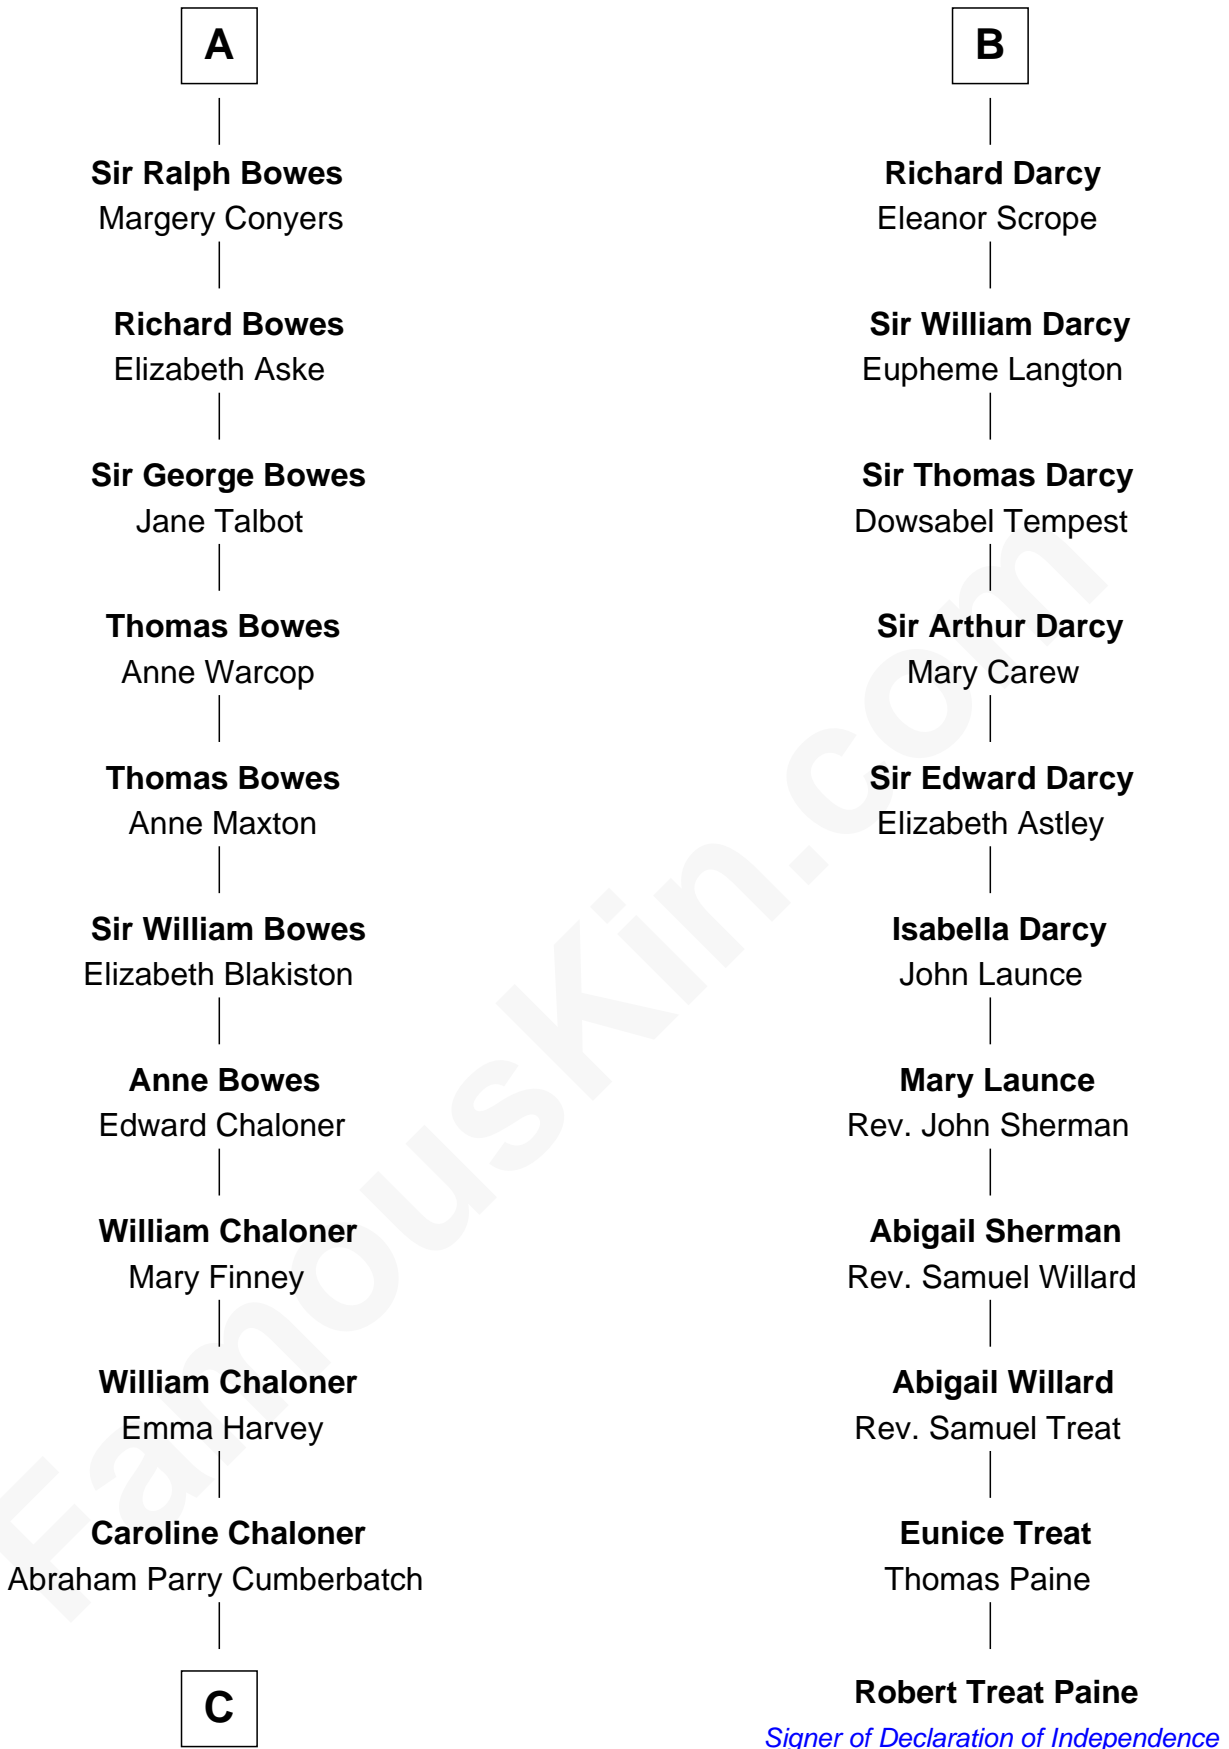 A
Sir Ralph Bowes
Margery Conyers
Richard Bowes
Elizabeth Aske
Sir George Bowes
Jane Talbot
Thomas Bowes
Anne Warcop
Thomas Bowes
Anne Maxton
Sir William Bowes
Elizabeth Blakiston
Anne Bowes
Edward Chaloner
William Chaloner
Mary Finney
William Chaloner
Emma Harvey
Caroline Chaloner
Abraham Parry Cumberbatch
C
B
Richard Darcy
Eleanor Scrope
Sir William Darcy
Eupheme Langton
Sir Thomas Darcy
Dowsabel Tempest
Sir Arthur Darcy
Mary Carew
Sir Edward Darcy
Elizabeth Astley
Isabella Darcy
John Launce
Mary Launce
Rev. John Sherman
Abigail Sherman
Rev. Samuel Willard
Abigail Willard
Rev. Samuel Treat
Eunice Treat
Thomas Paine
Robert Treat Paine
Signer of Declaration of Independence
FamousKin.com